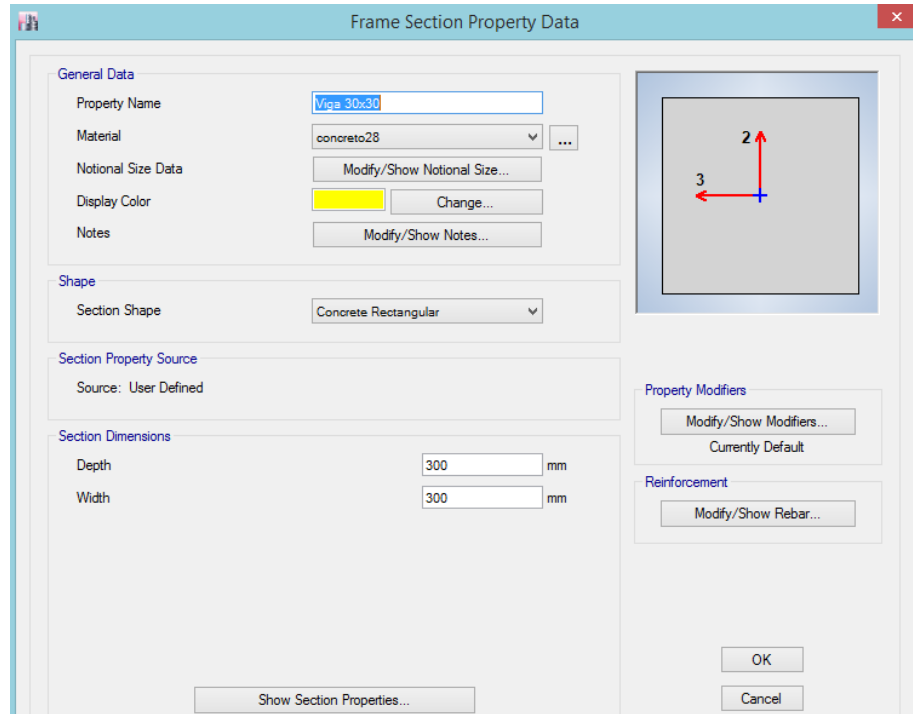 Frame Section Property Data
General Data
Property Name Viga 30x30
Material concreto28 ...
Notional Size Data Modify/Show Notional Size...
Display Color Change...
Notes Modify/Show Notes...
2
3
Shape
Section Shape Concrete Rectangular
Section Property Source
Source: User Defined
Section Dimensions
Depth 300 mm
Width 300 mm
Show Section Properties...
Property Modifiers
Modify/Show Modifiers...
Currently Default
Reinforcement
Modify/Show Rebar...
OK
Cancel